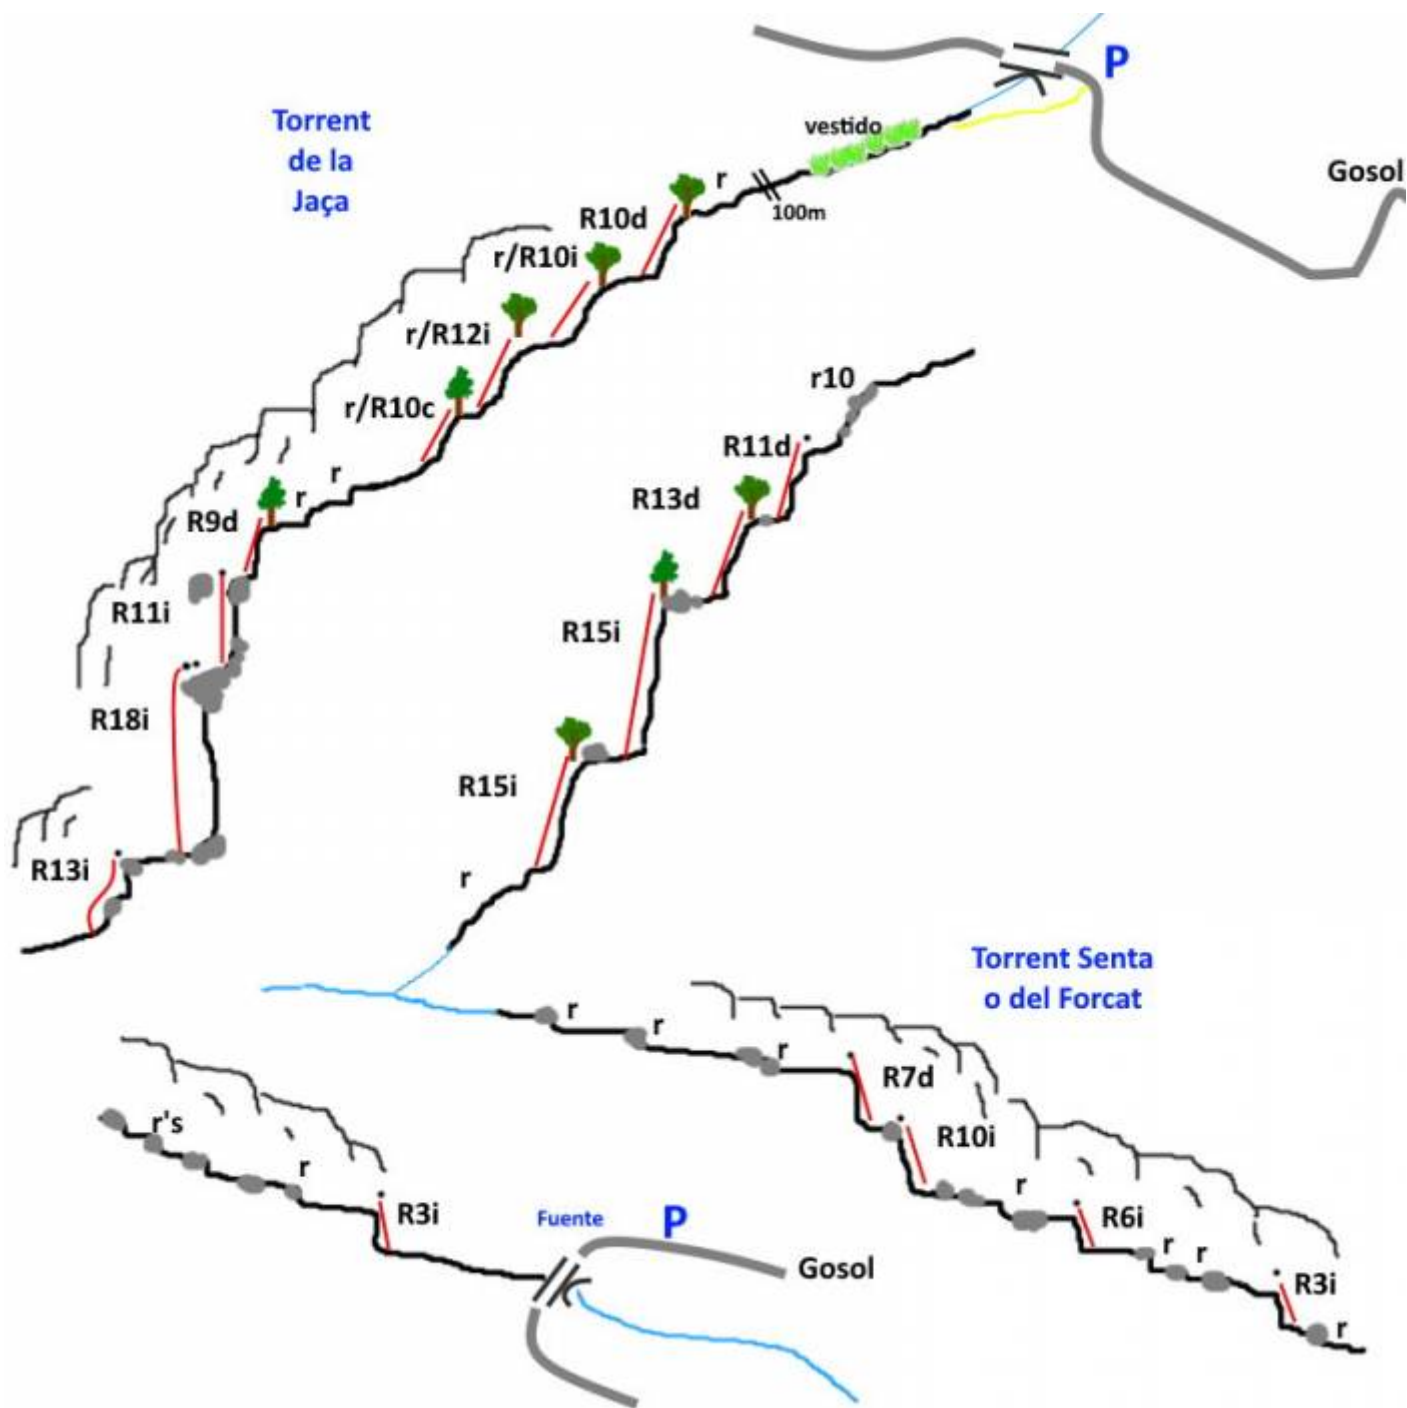 P
Torrent
de la
Jaça
vestido
Gosol
r
100m
R10d
r/R10i
r/R12i
r/R10c
r
r
R9d
R11i
R18i
R13i
r10
R11d
R13d
R15i
R15i
r
Torrent Senta
o del Forcat
r
r
r
R7d
R10i
r
R6i
r
r
R3i
r
r's
r
R3i
Fuente
P
Gosol